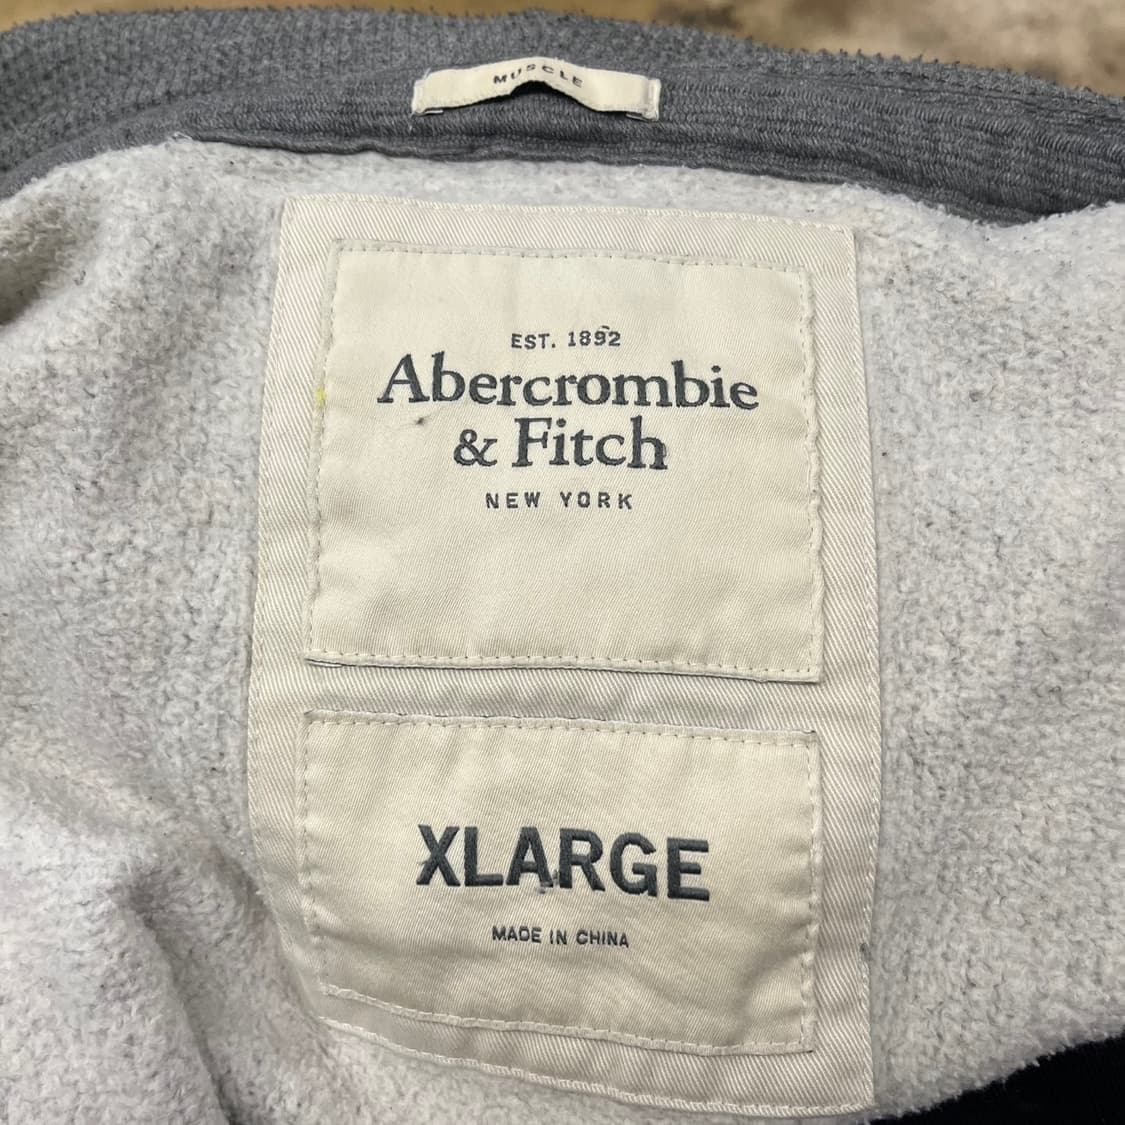 MUSCLE
EST. 1892
Abercrombie
& Fitch
NEW YORK
XLARGE
MADE IN CHINA